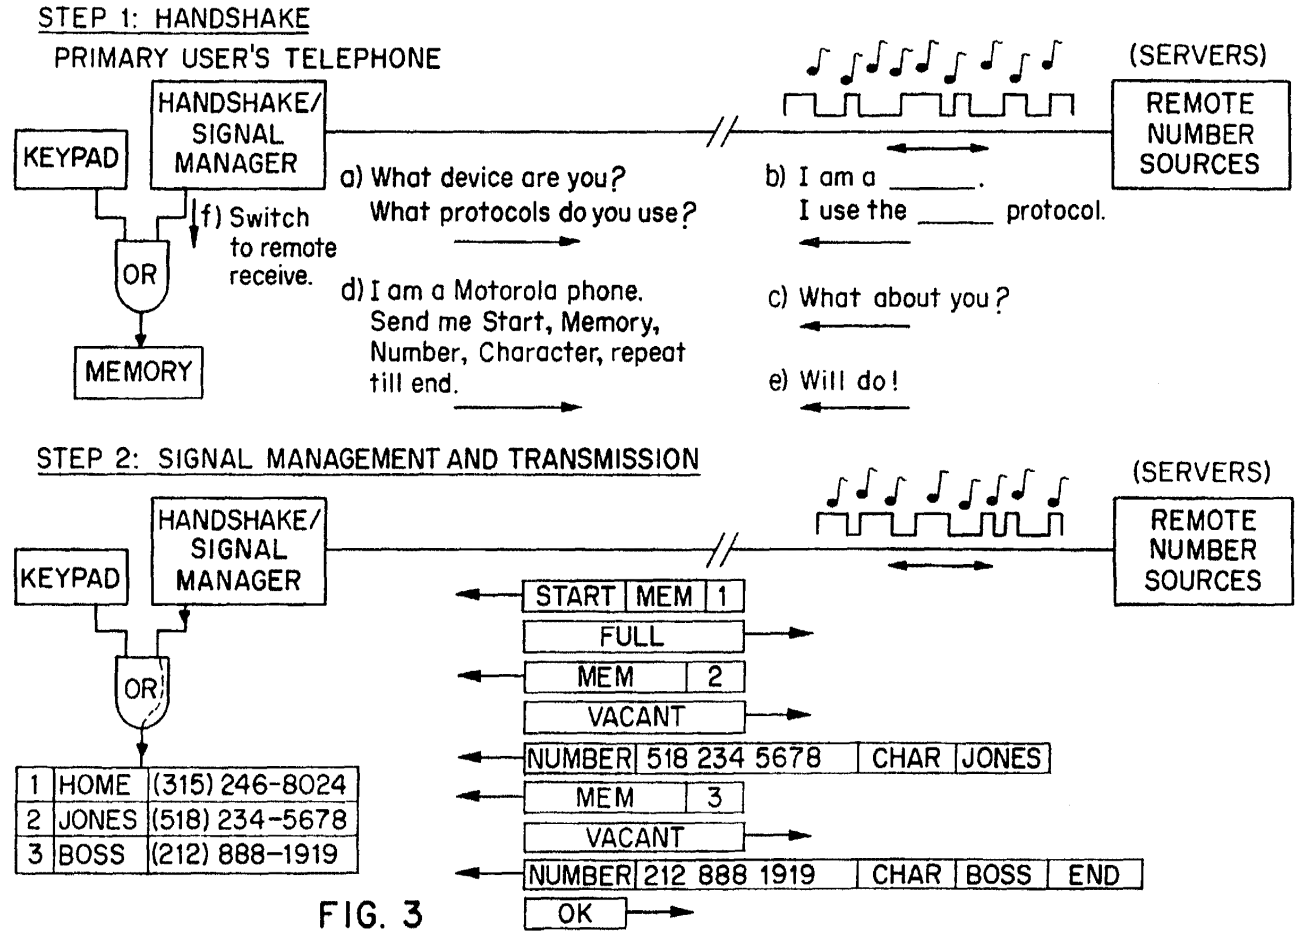 STEP 1: HANDSHAKE
PRIMARY USER'S TELEPHONE
(SERVERS)
KEYPAD
HANDSHAKE/
SIGNAL
MANAGER
REMOTE
NUMBER
SOURCES
a) What device are you?
What protocols do you use?
b) I am a ______.
I use the ______ protocol.
f) Switch
to remote
receive.
OR
MEMORY
d) I am a Motorola phone.
Send me Start, Memory,
Number, Character, repeat
till end.
c) What about you?
e) Will do!
STEP 2: SIGNAL MANAGEMENT AND TRANSMISSION
(SERVERS)
KEYPAD
HANDSHAKE/
SIGNAL
MANAGER
REMOTE
NUMBER
SOURCES
OR
START MEM 1
FULL
MEM 2
VACANT
NUMBER 518 234 5678 CHAR JONES
MEM 3
VACANT
NUMBER 212 888 1919 CHAR BOSS END
OK
1 HOME (315) 246-8024
2 JONES (518) 234-5678
3 BOSS (212) 888-1919
FIG. 3